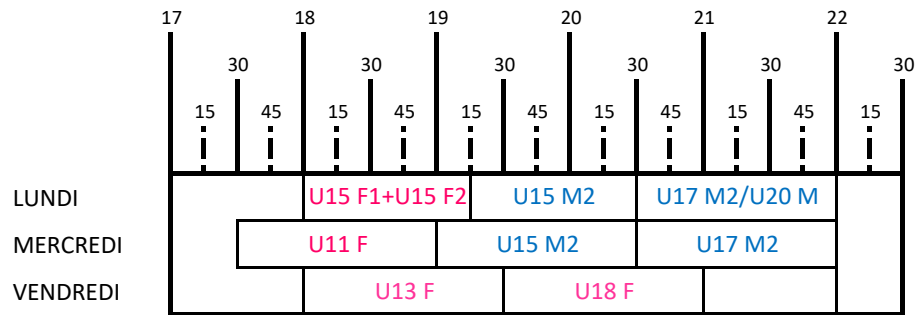 17 18 19 20 21 22
30 30 30 30 30 30
15 45 15 45 15 45 15 45 15 45 15
LUNDI U15 F1+U15 F2 U15 M2 U17 M2/U20 M
MERCREDI U11 F U15 M2 U17 M2
VENDREDI U13 F U18 F